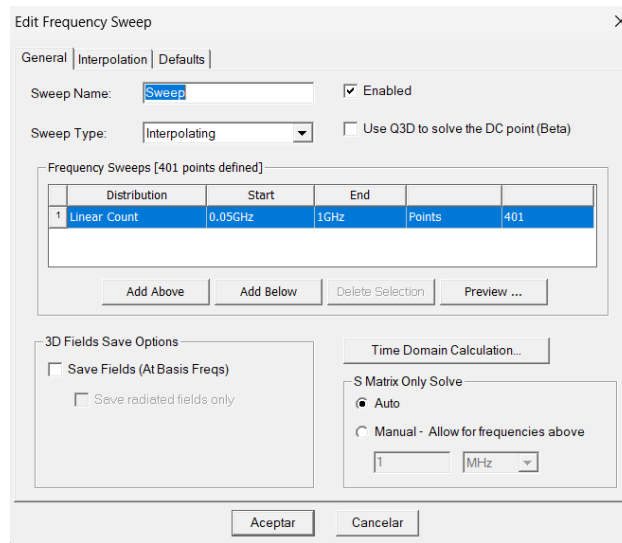 Edit Frequency Sweep
General Interpolation Defaults
Sweep Name: Sweep Enabled
Sweep Type: Interpolating Use Q3D to solve the DC point (Beta)
Frequency Sweeps [401 points defined]
Distribution Start End
1 Linear Count 0.05GHz 1GHz Points 401
Add Above Add Below Delete Selection Preview ...
3D Fields Save Options Time Domain Calculation...
Save Fields (At Basis Freqs) S Matrix Only Solve
Save radiated fields only Auto
Manual - Allow for frequencies above
1 MHz
Aceptar Cancelar